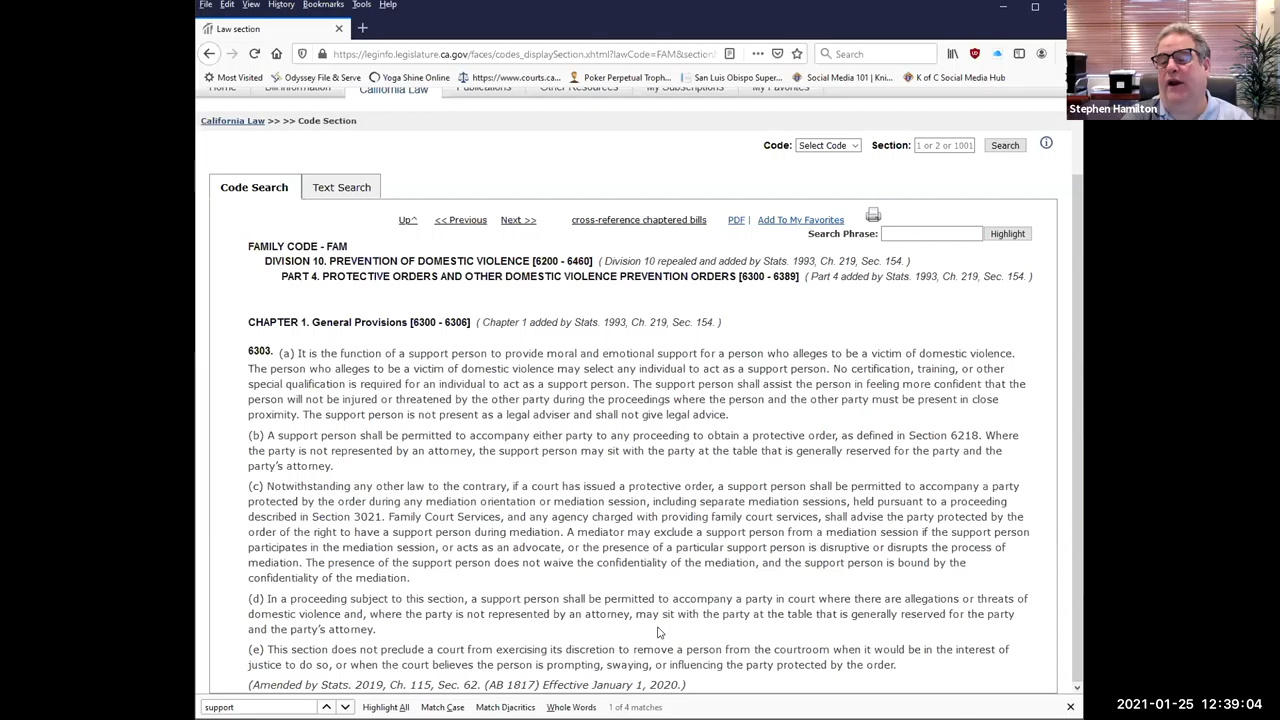 File Edit View History Bookmarks Tools Help
Law section
https://leginfo.legislature.ca.gov/faces/codes_displaySection.xhtml?lawCode=FAM&section
Search
Most Visited Odyssey File & Serve Yoga Street Online https://www.courts.ca... Poker Perpetual Troph... San Luis Obispo Super... Social Media 101 | Kni... K of C Social Media Hub
Stephen Hamilton
Home Bill Information California Law Publications Other Resources My Subscriptions My Favorites
California Law >> >> Code Section
Code: Select Code Section: 1 or 2 or 1001 Search
Code Search Text Search
Up^ << Previous Next >> cross-reference chaptered bills PDF | Add To My Favorites
Search Phrase: Highlight
FAMILY CODE - FAM
DIVISION 10. PREVENTION OF DOMESTIC VIOLENCE [6200 - 6460] ( Division 10 repealed and added by Stats. 1993, Ch. 219, Sec. 154. )
PART 4. PROTECTIVE ORDERS AND OTHER DOMESTIC VIOLENCE PREVENTION ORDERS [6300 - 6389] ( Part 4 added by Stats. 1993, Ch. 219, Sec. 154. )
CHAPTER 1. General Provisions [6300 - 6306] ( Chapter 1 added by Stats. 1993, Ch. 219, Sec. 154. )
6303. (a) It is the function of a support person to provide moral and emotional support for a person who alleges to be a victim of domestic violence.
The person who alleges to be a victim of domestic violence may select any individual to act as a support person. No certification, training, or other
special qualification is required for an individual to act as a support person. The support person shall assist the person in feeling more confident that the
person will not be injured or threatened by the other party during the proceedings where the person and the other party must be present in close
proximity. The support person is not present as a legal adviser and shall not give legal advice.
(b) A support person shall be permitted to accompany either party to any proceeding to obtain a protective order, as defined in Section 6218. Where
the party is not represented by an attorney, the support person may sit with the party at the table that is generally reserved for the party and the
party’s attorney.
(c) Notwithstanding any other law to the contrary, if a court has issued a protective order, a support person shall be permitted to accompany a party
protected by the order during any mediation orientation or mediation session, including separate mediation sessions, held pursuant to a proceeding
described in Section 3021. Family Court Services, and any agency charged with providing family court services, shall advise the party protected by the
order of the right to have a support person during mediation. A mediator may exclude a support person from a mediation session if the support person
participates in the mediation session, or acts as an advocate, or the presence of a particular support person is disruptive or disrupts the process of
mediation. The presence of the support person does not waive the confidentiality of the mediation, and the support person is bound by the
confidentiality of the mediation.
(d) In a proceeding subject to this section, a support person shall be permitted to accompany a party in court where there are allegations or threats of
domestic violence and, where the party is not represented by an attorney, may sit with the party at the table that is generally reserved for the party
and the party’s attorney.
(e) This section does not preclude a court from exercising its discretion to remove a person from the courtroom when it would be in the interest of
justice to do so, or when the court believes the person is prompting, swaying, or influencing the party protected by the order.
(Amended by Stats. 2019, Ch. 115, Sec. 62. (AB 1817) Effective January 1, 2020.)
support Highlight All Match Case Match Diacritics Whole Words 1 of 4 matches
2021-01-25 12:39:04